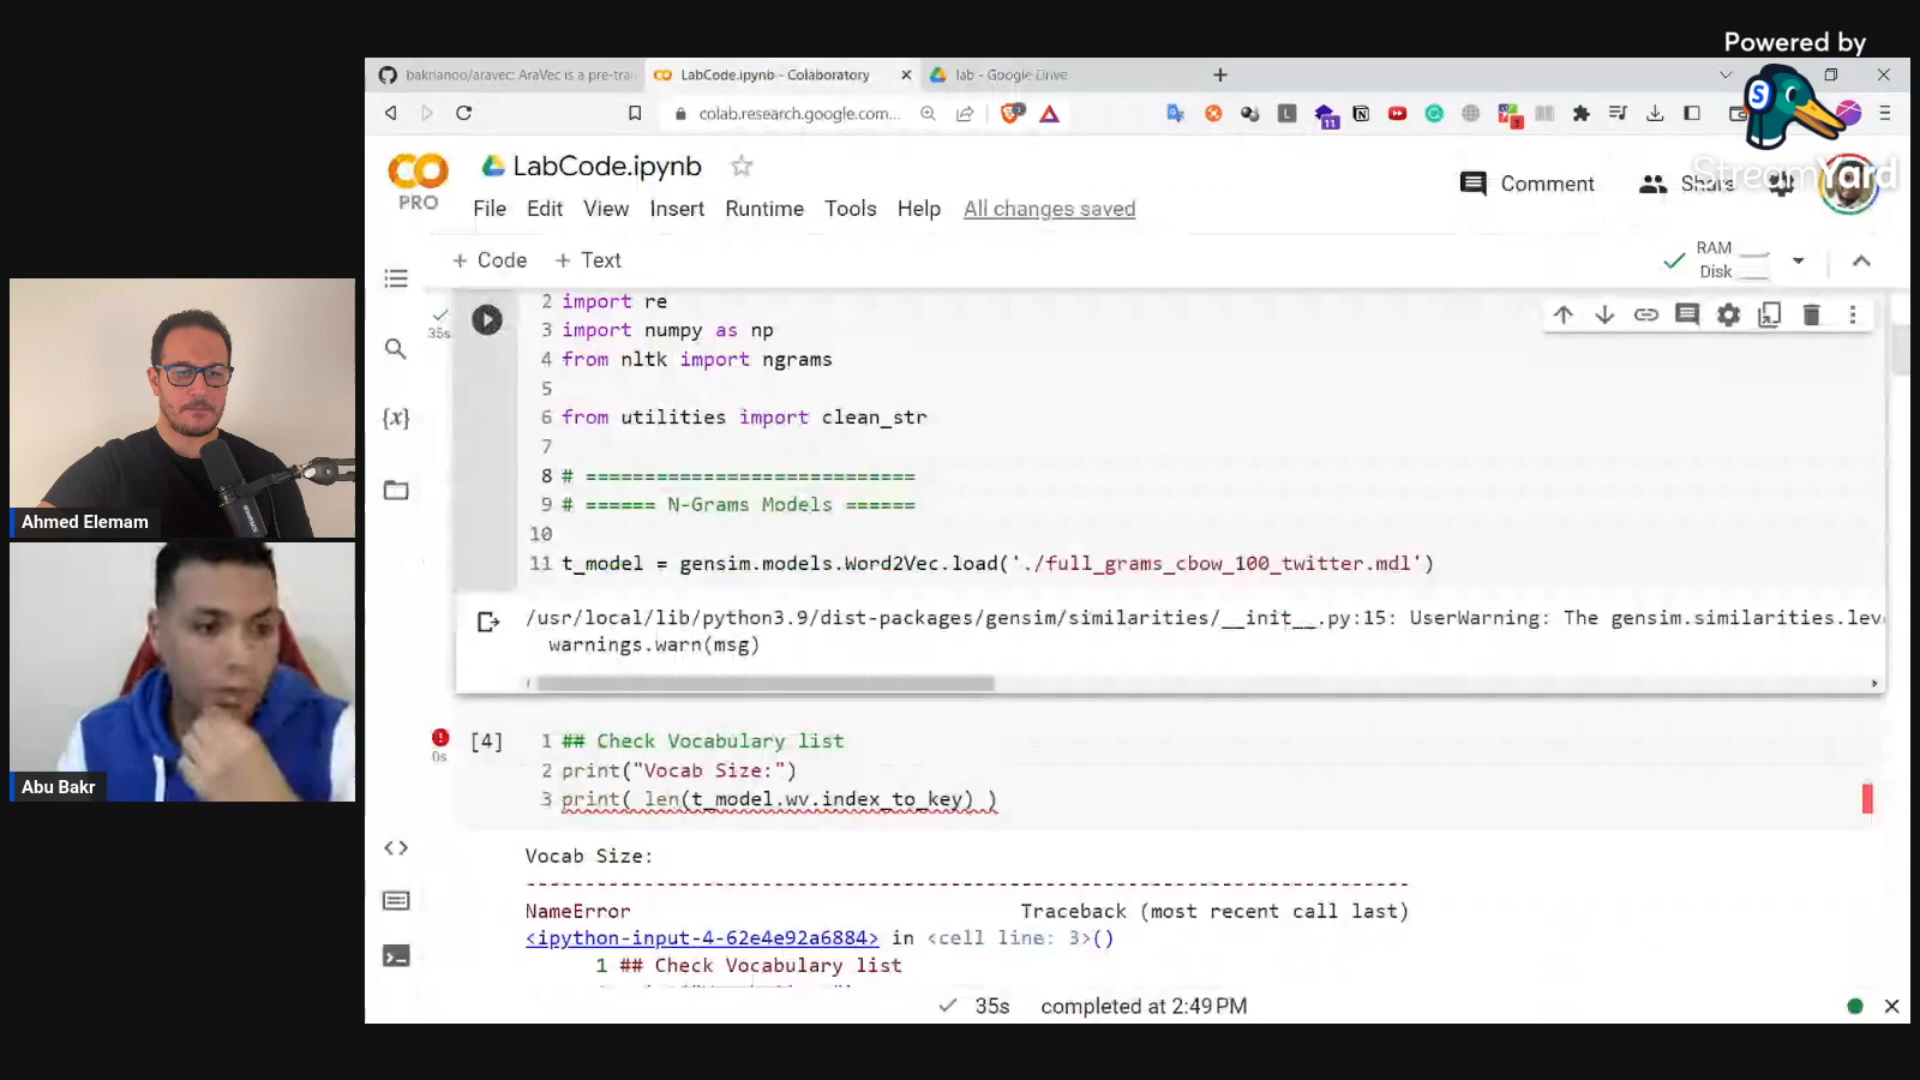 Powered by
StreamYard
bakrianoo/aravec: AraVec is a pre-tra
LabCode.ipynb - Colaboratory
lab - Google Drive
colab.research.google.com...
11
3
LabCode.ipynb
PRO
Comment
Share
File Edit View Insert Runtime Tools Help All changes saved
+ Code + Text
RAM
Disk
35s
2 import re
3 import numpy as np
4 from nltk import ngrams
5
6 from utilities import clean_str
7
8 # ============================
9 # ====== N-Grams Models ======
10
11 t_model = gensim.models.Word2Vec.load('./full_grams_cbow_100_twitter.mdl')
/usr/local/lib/python3.9/dist-packages/gensim/similarities/__init__.py:15: UserWarning: The gensim.similarities.lev
warnings.warn(msg)
[4]
0s
1 ## Check Vocabulary list
2 print("Vocab Size:")
3 print( len(t_model.wv.index_to_key) )
Vocab Size:
---------------------------------------------------------------------------
NameError Traceback (most recent call last)
<ipython-input-4-62e4e92a6884> in <cell line: 3>()
1 ## Check Vocabulary list
35s completed at 2:49 PM
Ahmed Elemam
Abu Bakr